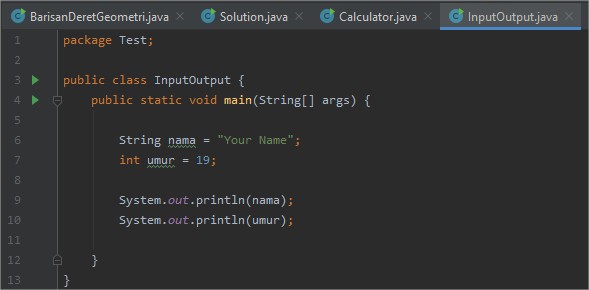 BarisanDeretGeometri.java × Solution.java × Calculator.java × InputOutput.java ×
1 package Test;
2
3 public class InputOutput {
4     public static void main(String[] args) {
5
6         String nama = "Your Name";
7         int umur = 19;
8
9         System.out.println(nama);
10         System.out.println(umur);
11
12     }
13 }